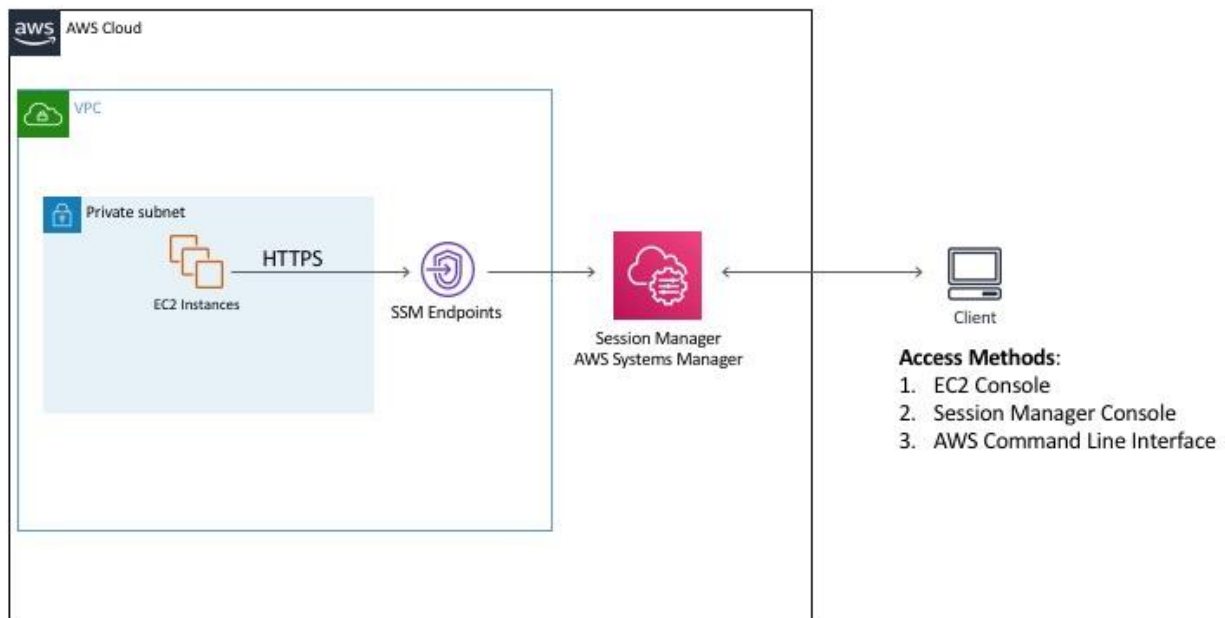 aws AWS Cloud
VPC
Private subnet
HTTPS
EC2 Instances
SSM Endpoints
Session Manager
AWS Systems Manager
Client
Access Methods:
1. EC2 Console
2. Session Manager Console
3. AWS Command Line Interface